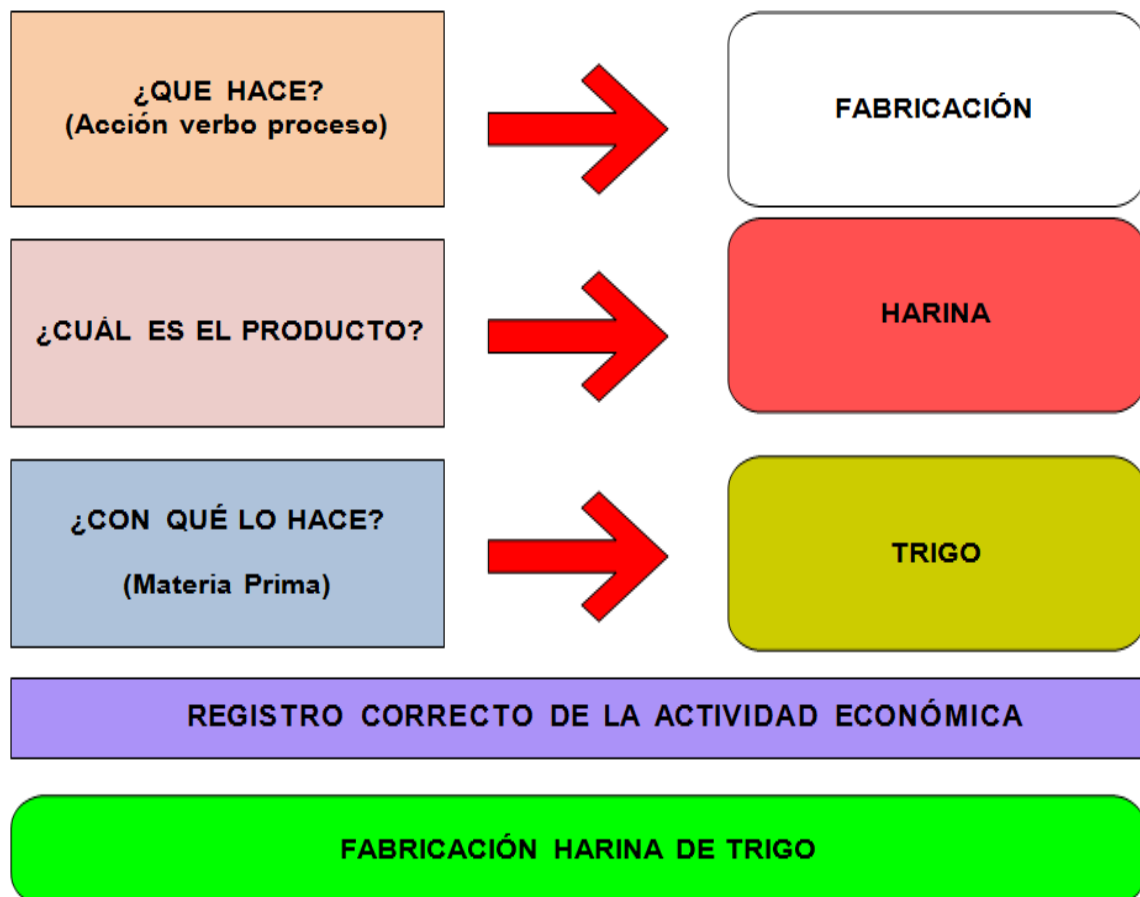 ¿QUE HACE?
(Acción verbo proceso)
FABRICACIÓN
¿CUÁL ES EL PRODUCTO?
HARINA
¿CON QUÉ LO HACE?
(Materia Prima)
TRIGO
REGISTRO CORRECTO DE LA ACTIVIDAD ECONÓMICA
FABRICACIÓN HARINA DE TRIGO